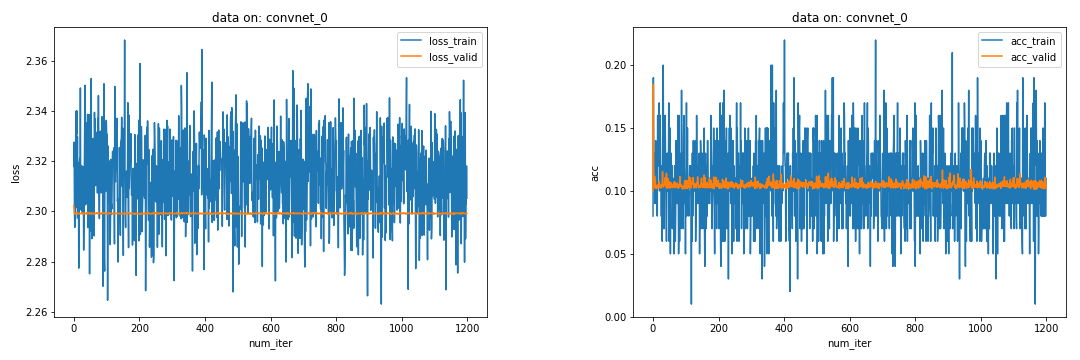 data on: convnet_0
loss_train
loss_valid
2.36
2.34
2.32
2.30
2.28
2.26
loss
0
200
400
600
800
1000
1200
num_iter
data on: convnet_0
acc_train
acc_valid
0.20
0.15
0.10
0.05
0.00
acc
0
200
400
600
800
1000
1200
num_iter